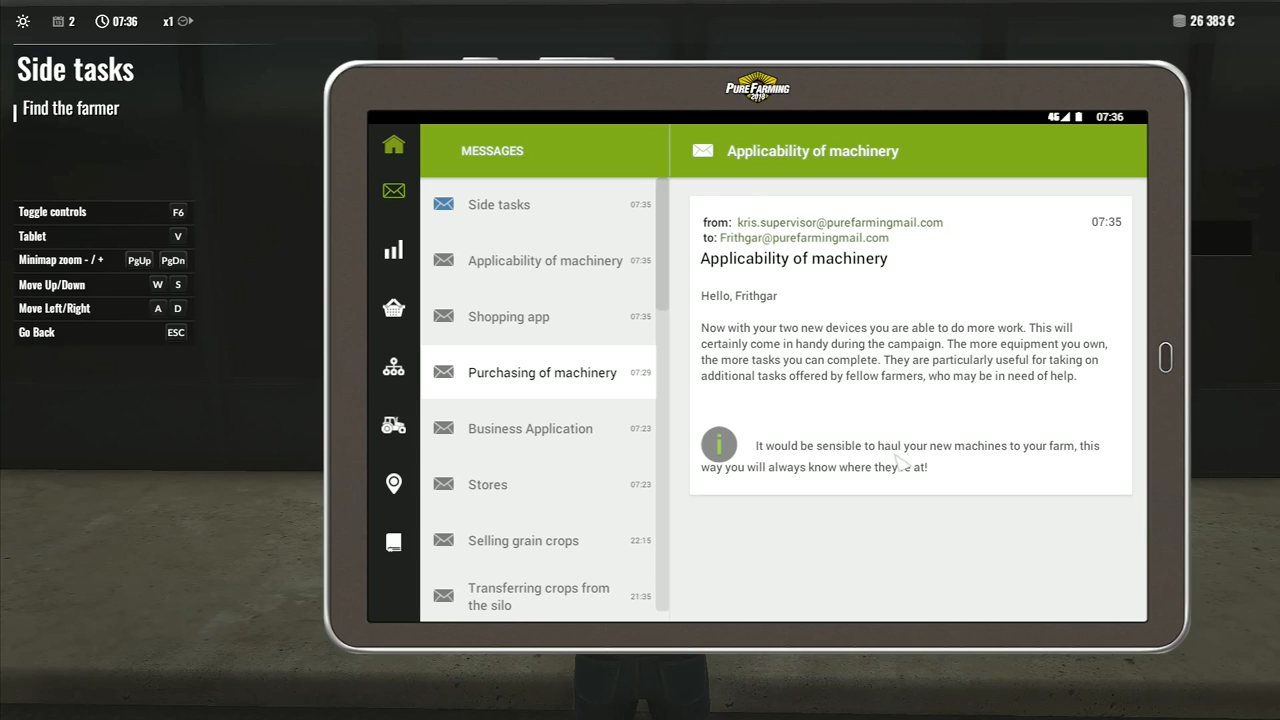 2
07:36
x1
26 383 €
Side tasks
Find the farmer
Toggle controls F6
Tablet V
Minimap zoom - / + PgUp PgDn
Move Up/Down W S
Move Left/Right A D
Go Back ESC
PURE FARMING
2018
4G 07:36
MESSAGES
Side tasks 07:35
Applicability of machinery 07:35
Shopping app 07:35
Purchasing of machinery 07:29
Business Application 07:23
Stores 07:23
Selling grain crops 22:15
Transferring crops from
the silo 21:35
Applicability of machinery
from: kris.supervisor@purefarmingmail.com 07:35
to: Frithgar@purefarmingmail.com
Applicability of machinery
Hello, Frithgar
Now with your two new devices you are able to do more work. This will
certainly come in handy during the campaign. The more equipment you own,
the more tasks you can complete. They are particularly useful for taking on
additional tasks offered by fellow farmers, who may be in need of help.
i It would be sensible to haul your new machines to your farm, this
way you will always know where they're at!